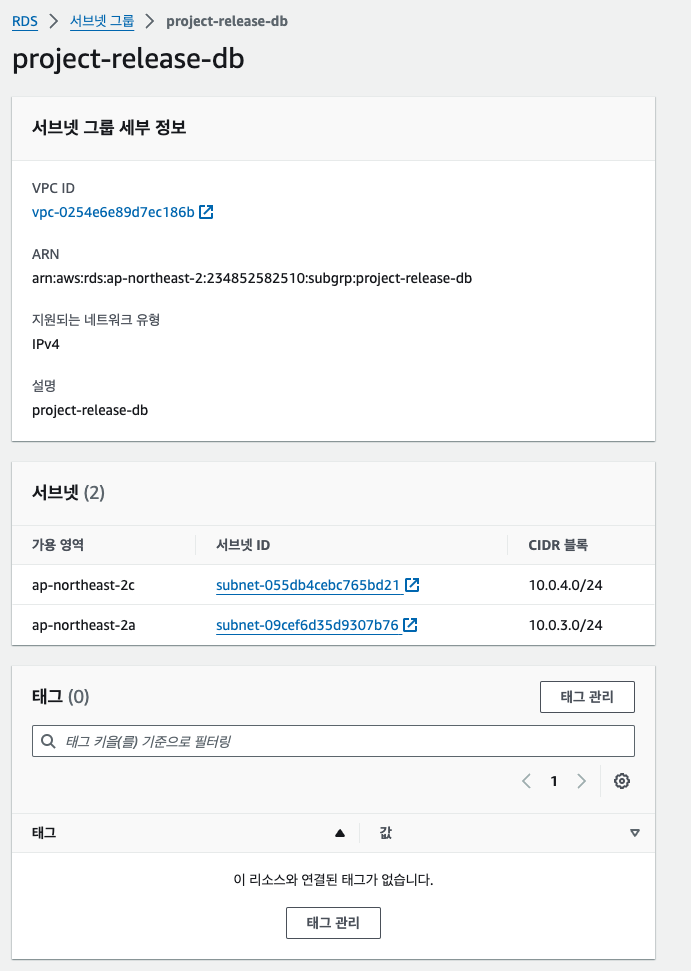 RDS > 서브넷 그룹 > project-release-db
project-release-db
서브넷 그룹 세부 정보
VPC ID
vpc-0254e6e89d7ec186b
ARN
arn:aws:rds:ap-northeast-2:234852582510:subgrp:project-release-db
지원되는 네트워크 유형
IPv4
설명
project-release-db
서브넷 (2)
가용 영역 서브넷 ID CIDR 블록
ap-northeast-2c subnet-055db4cebc765bd21 10.0.4.0/24
ap-northeast-2a subnet-09cef6d35d9307b76 10.0.3.0/24
태그 (0) 태그 관리
태그 키을(를) 기준으로 필터링
1
태그 값
이 리소스와 연결된 태그가 없습니다.
태그 관리